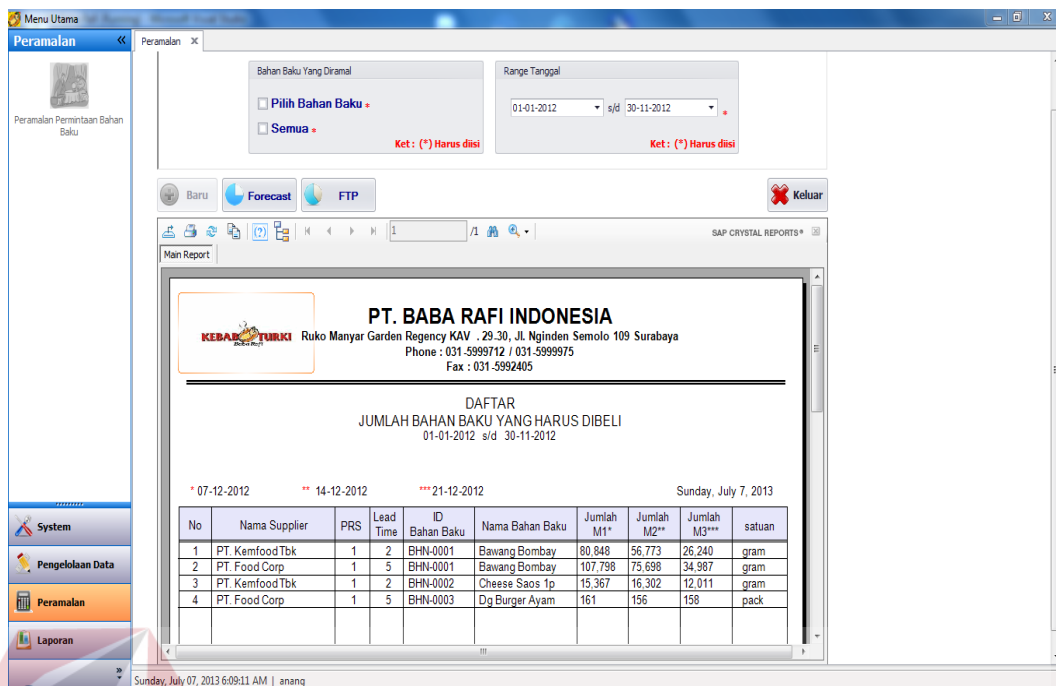 Menu Utama
Peramalan «
Peramalan Permintaan Bahan
Baku
Peramalan X
Bahan Baku Yang Diramal
Pilih Bahan Baku *
Semua *
Ket : (*) Harus diisi
Range Tanggal
01-01-2012 s/d 30-11-2012 *
Ket : (*) Harus diisi
Baru Forecast FTP Keluar
1 /1 SAP CRYSTAL REPORTS®
Main Report
KEBAB TURKI
Baba Rafi
PT. BABA RAFI INDONESIA
Ruko Manyar Garden Regency KAV . 29-30, Jl. Nginden Semolo 109 Surabaya
Phone : 031-5999712 / 031-5999975
Fax : 031-5992405
DAFTAR
JUMLAH BAHAN BAKU YANG HARUS DIBELI
01-01-2012 s/d 30-11-2012
* 07-12-2012 ** 14-12-2012 *** 21-12-2012 Sunday, July 7, 2013
No Nama Supplier PRS Lead Time ID Bahan Baku Nama Bahan Baku Jumlah M1* Jumlah M2** Jumlah M3*** satuan
1 PT. Kemfood Tbk 1 2 BHN-0001 Bawang Bombay 80,848 56,773 26,240 gram
2 PT. Food Corp 1 5 BHN-0001 Bawang Bombay 107,798 75,698 34,987 gram
3 PT. Kemfood Tbk 1 2 BHN-0002 Cheese Saos 1p 15,367 16,302 12,011 gram
4 PT. Food Corp 1 5 BHN-0003 Dg Burger Ayam 161 156 158 pack
System
Pengelolaan Data
Peramalan
Laporan
Sunday, July 07, 2013 6:09:11 AM | anang